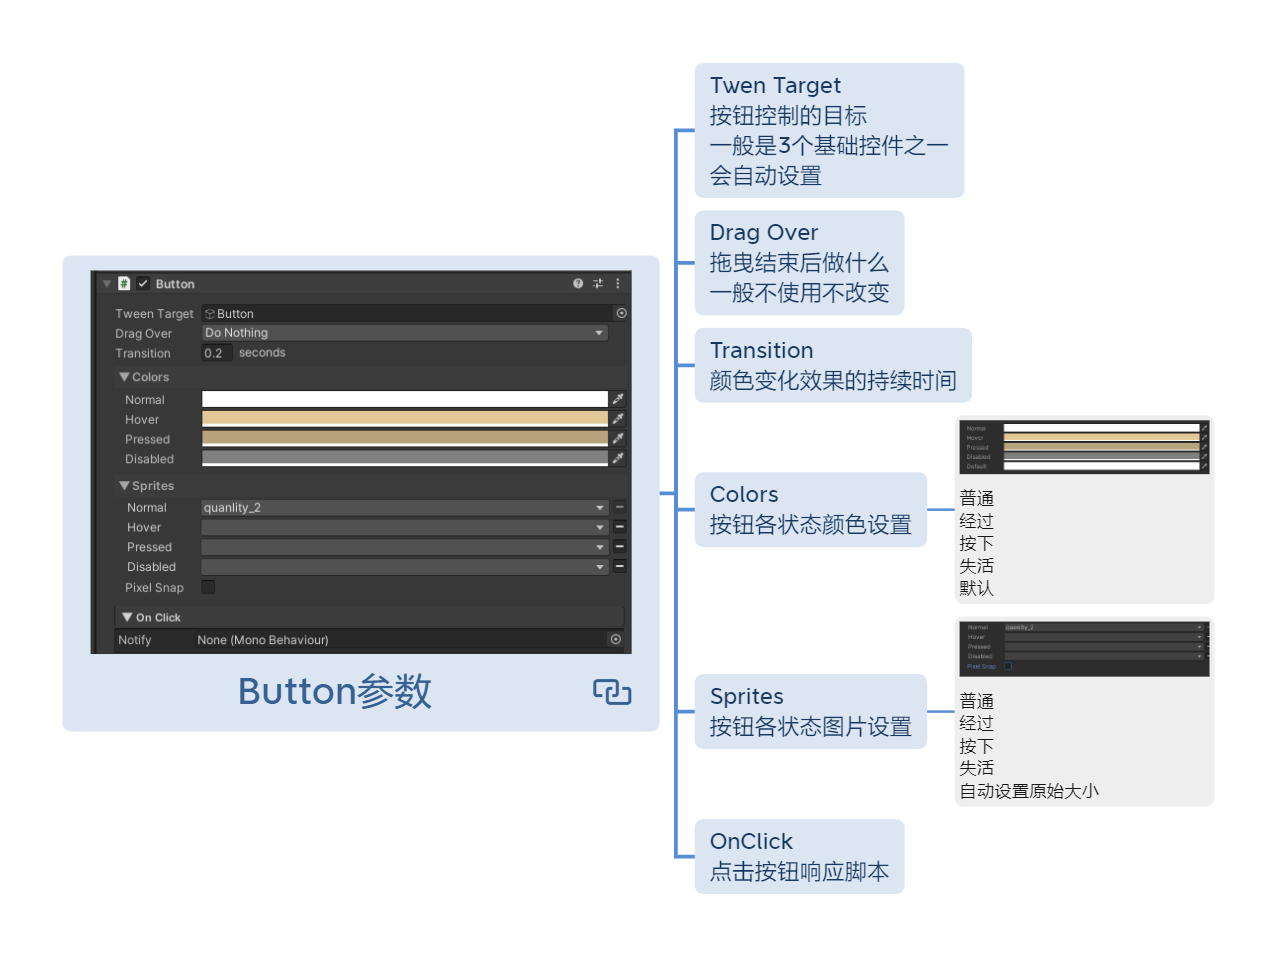 Button
Tween Target
Button
Drag Over
Do Nothing
Transition
0.2
seconds
Colors
Normal
Hover
Pressed
Disabled
Sprites
Normal
quanlity_2
Hover
Pressed
Disabled
Pixel Snap
On Click
Notify
None (Mono Behaviour)
Button参数
Twen Target
按钮控制的目标
一般是3个基础控件之一
会自动设置
Drag Over
拖曳结束后做什么
一般不使用不改变
Transition
颜色变化效果的持续时间
Colors
按钮各状态颜色设置
Normal
Hover
Pressed
Disabled
Default
普通
经过
按下
失活
默认
Sprites
按钮各状态图片设置
Normal
quanlity_2
Hover
Pressed
Disabled
Pixel Snap
普通
经过
按下
失活
自动设置原始大小
OnClick
点击按钮响应脚本